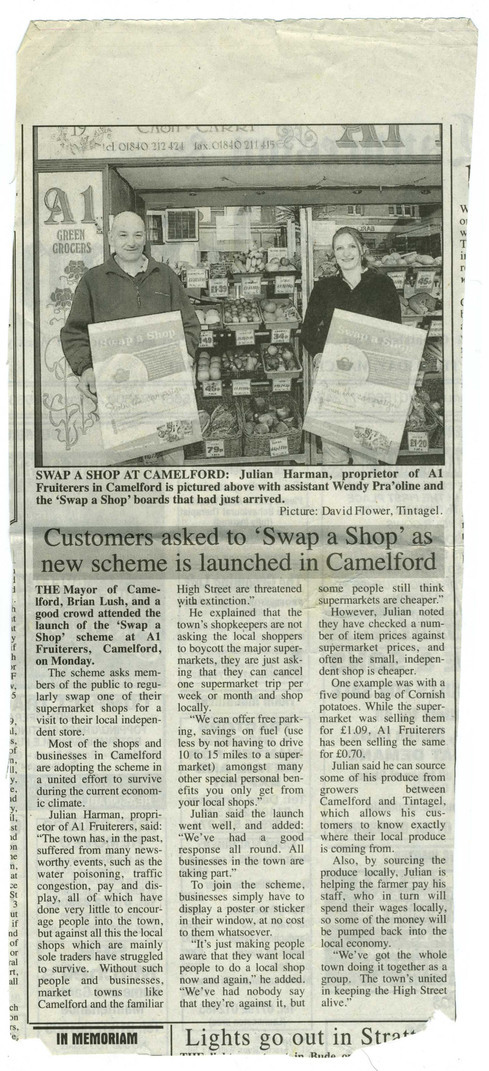 CASH - CARRY
A1
tel. 01840 212 424 fax. 01840 211 415
A1
GREEN
GROCERS
Swap a Shop
Swap a Shop
£1.39
45p
34p
45p
79p
£1·20
SWAP A SHOP AT CAMELFORD: Julian Harman, proprietor of A1
Fruiterers in Camelford is pictured above with assistant Wendy Pra'oline and
the 'Swap a Shop' boards that had just arrived.
Picture: David Flower, Tintagel.
Customers asked to 'Swap a Shop' as
new scheme is launched in Camelford
THE Mayor of Came-
lford, Brian Lush, and a
good crowd attended the
launch of the 'Swap a
Shop' scheme at A1
Fruiterers, Camelford,
on Monday.
The scheme asks mem-
bers of the public to regu-
larly swap one of their
supermarket shops for a
visit to their local indepen-
dent store.
Most of the shops and
businesses in Camelford
are adopting the scheme in
a united effort to survive
during the current econom-
ic climate.
Julian Harman, propri-
etor of A1 Fruiterers, said:
"The town has, in the past,
suffered from many news-
worthy events, such as the
water poisoning, traffic
congestion, pay and dis-
play, all of which have
done very little to encour-
age people into the town,
but against all this the local
shops which are mainly
sole traders have struggled
to survive. Without such
people and businesses,
market towns like
Camelford and the familiar
High Street are threatened
with extinction."
He explained that the
town's shopkeepers are not
asking the local shoppers
to boycott the major super-
markets, they are just ask-
ing that they can cancel
one supermarket trip per
week or month and shop
locally.
"We can offer free park-
ing, savings on fuel (use
less by not having to drive
10 to 15 miles to a super-
market) amongst many
other special personal ben-
efits you only get from
your local shops."
Julian said the launch
went well, and added:
"We've had a good
response all round. All
businesses in the town are
taking part."
To join the scheme,
businesses simply have to
display a poster or sticker
in their window, at no cost
to them whatsoever.
"It's just making people
aware that they want local
people to do a local shop
now and again," he added.
"We've had nobody say
that they're against it, but
some people still think
supermarkets are cheaper."
However, Julian noted
they have checked a num-
ber of item prices against
supermarket prices, and
often the small, indepen-
dent shop is cheaper.
One example was with a
five pound bag of Cornish
potatoes. While the super-
market was selling them
for £1.09, A1 Fruiterers
has been selling the same
for £0.70.
Julian said he can source
some of his produce from
growers between
Camelford and Tintagel,
which allows his cus-
tomers to know exactly
where their local produce
is coming from.
Also, by sourcing the
produce locally, Julian is
helping the farmer pay his
staff, who in turn will
spend their wages locally,
so some of the money will
be pumped back into the
local economy.
"We've got the whole
town doing it together as a
group. The town's united
in keeping the High Street
alive."
IN MEMORIAM
Lights go out in Stratt